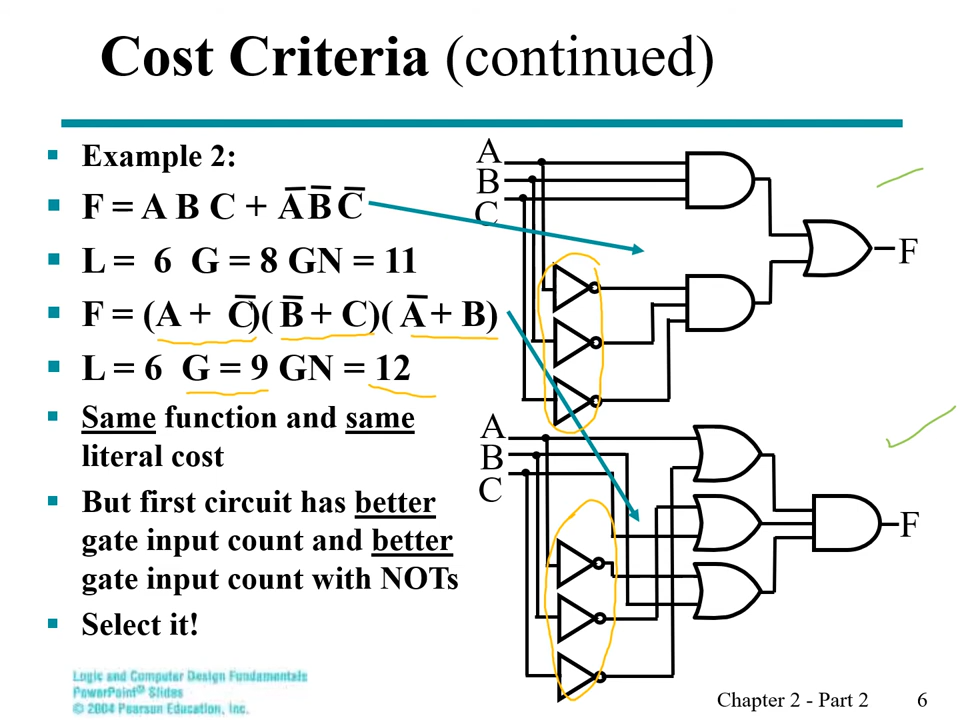 Cost Criteria (continued)
▪ Example 2:
▪ F = A B C + A̅ B̅ C̅
▪ L = 6 G = 8 GN = 11
▪ F = (A + C̅)( B̅ + C)( A̅ + B)
▪ L = 6 G = 9 GN = 12
▪ Same function and same
literal cost
▪ But first circuit has better
gate input count and better
gate input count with NOTs
▪ Select it!
A
B
C
F
A
B
C
F
Logic and Computer Design Fundamentals
PowerPoint® Slides
© 2004 Pearson Education, Inc.
Chapter 2 - Part 2 6